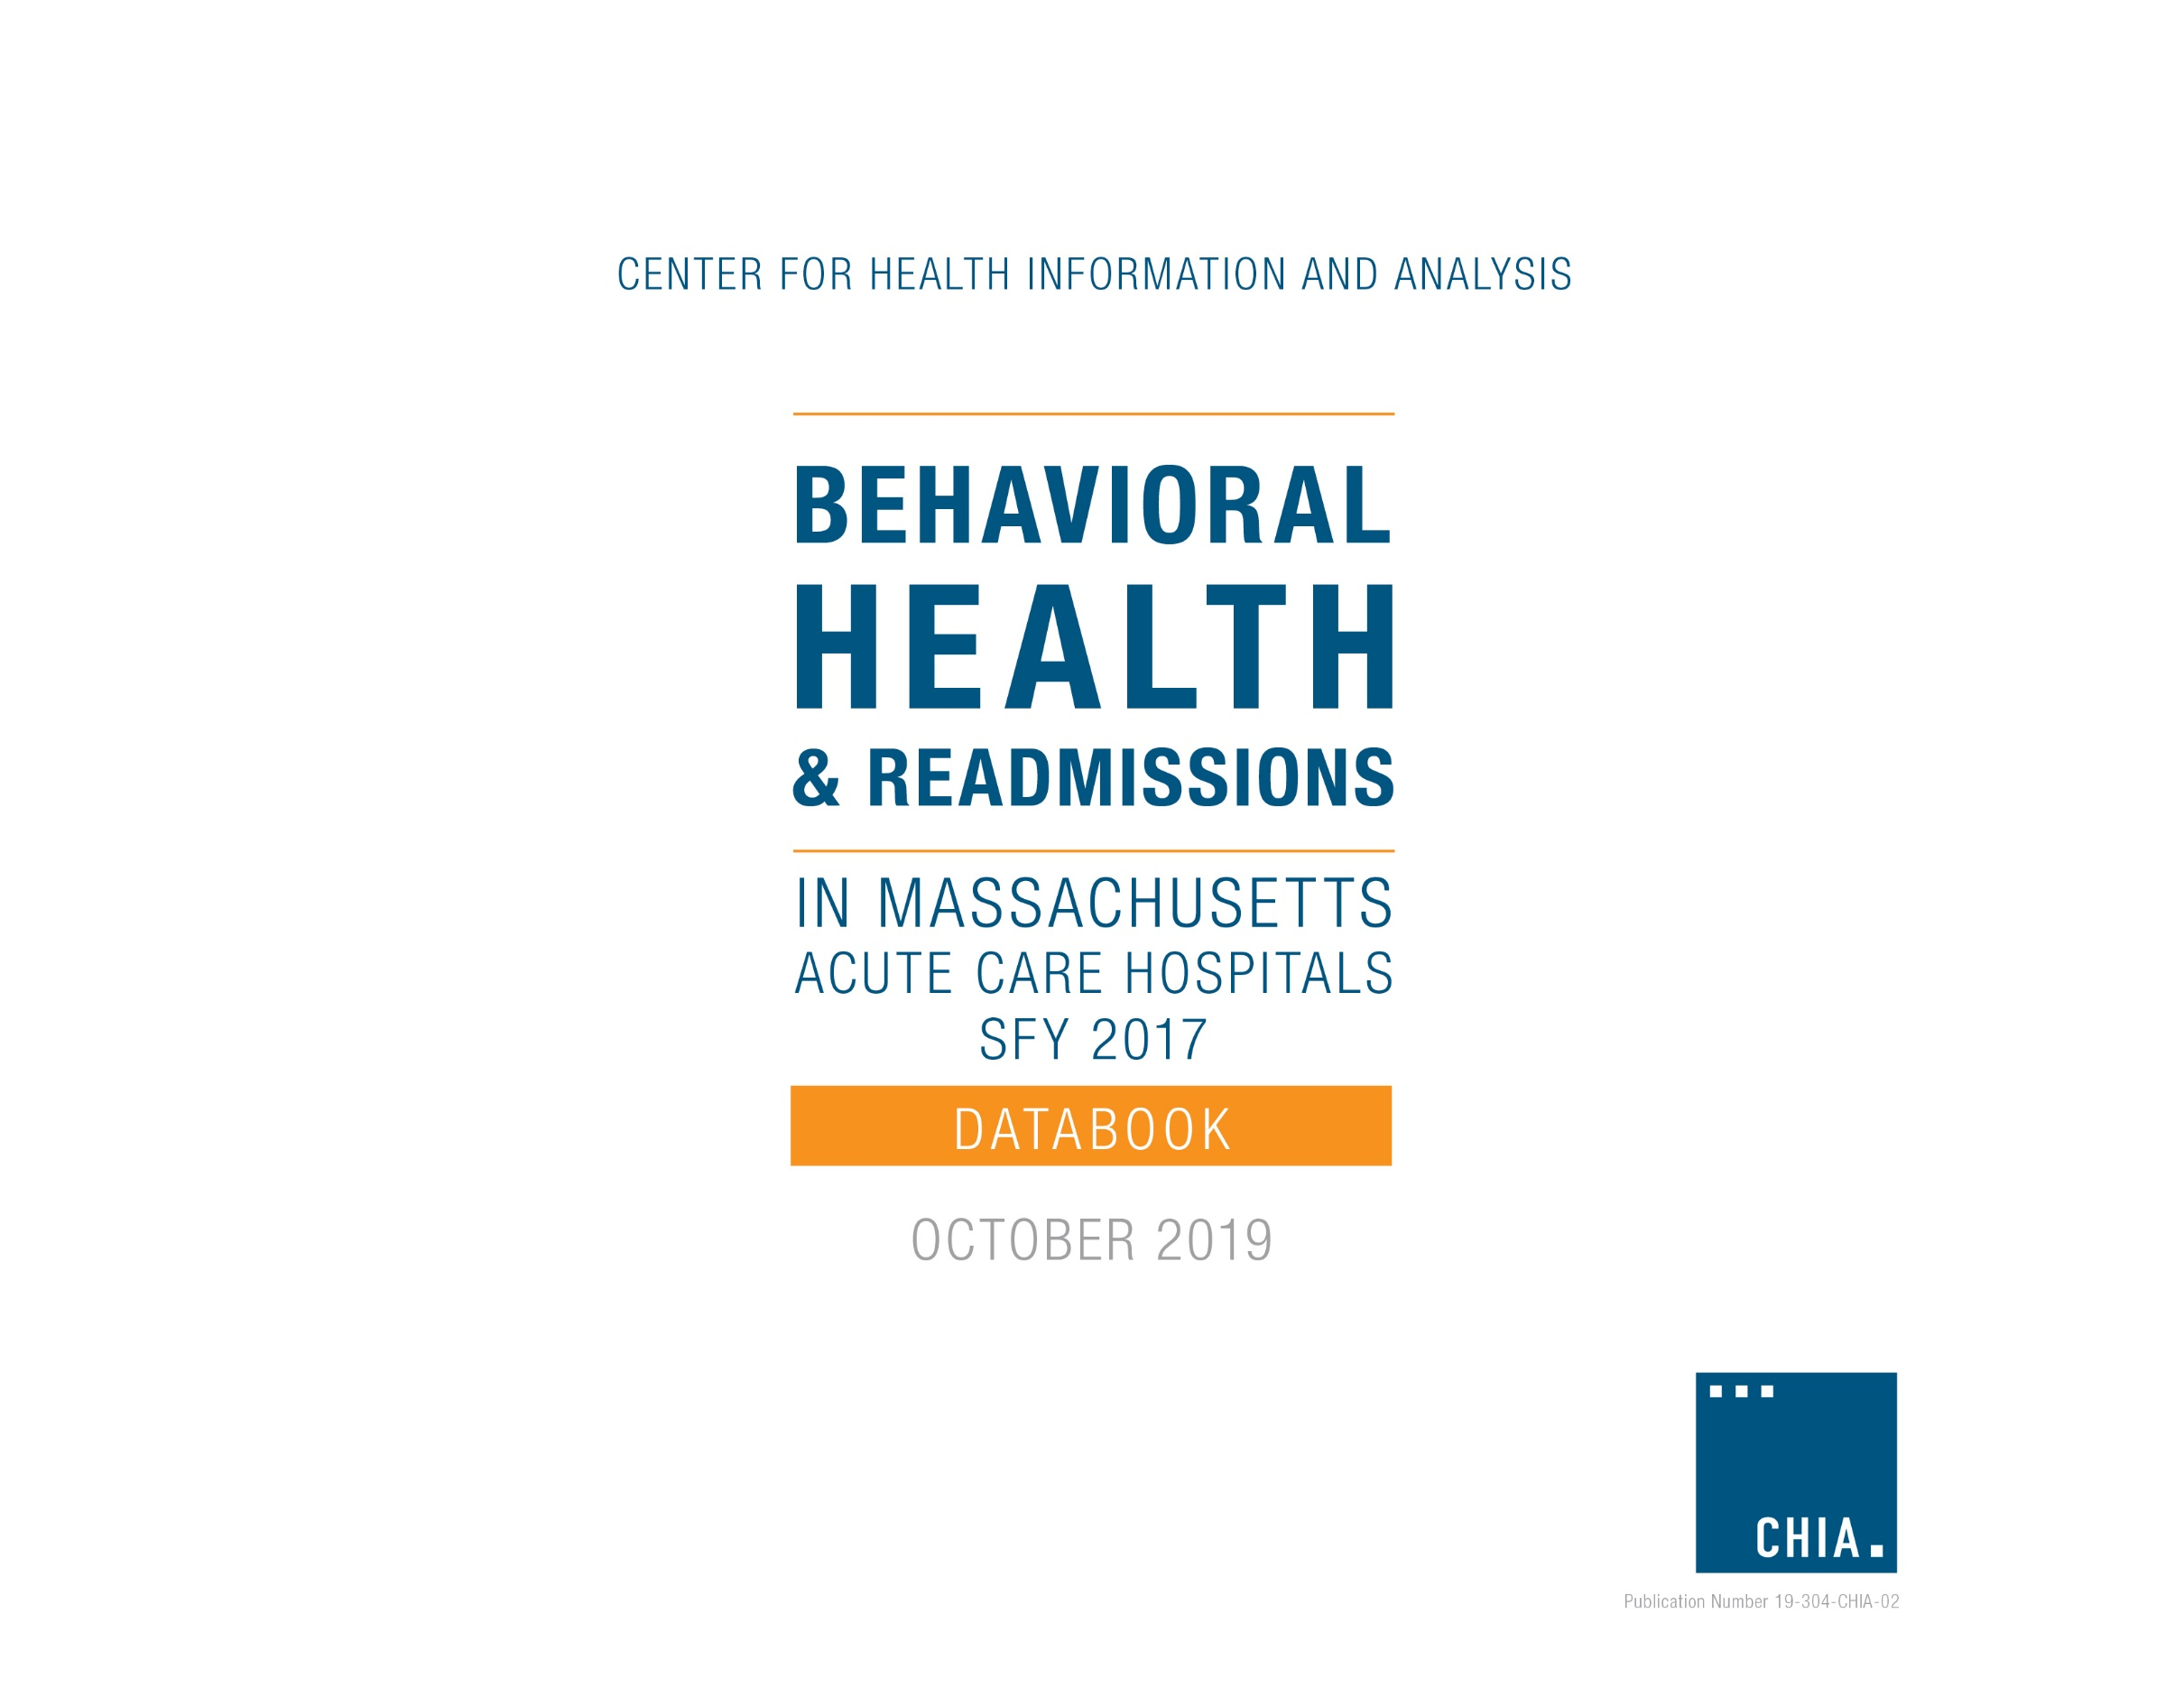 CENTER FOR HEALTH INFORMATION AND ANALYSIS
BEHAVIORAL
HEALTH
& READMISSIONS
IN MASSACHUSETTS
ACUTE CARE HOSPITALS
SFY 2017
DATABOOK
OCTOBER 2019
CHIA.
Publication Number 19-304-CHIA-02